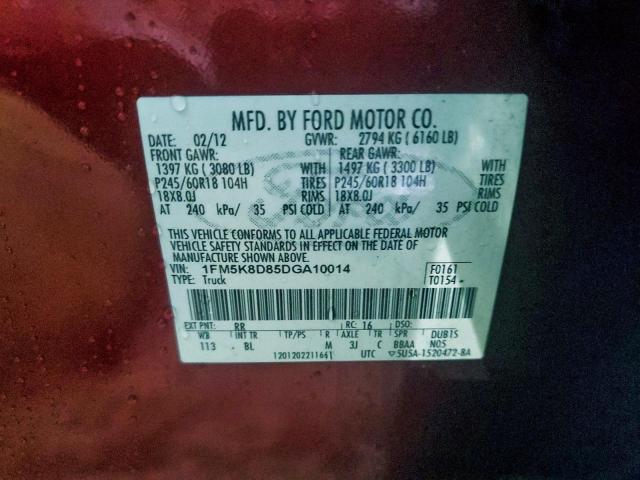 MFD. BY FORD MOTOR CO.
DATE: 02/12 GVWR: 2794 KG ( 6160 LB)
FRONT GAWR: REAR GAWR:
1397 KG ( 3080 LB) WITH 1497 KG ( 3300 LB) WITH
P245/60R18 104H TIRES P245/60R18 104H TIRES
18X8.0J RIMS 18X8.0J RIMS
AT 240 kPa/ 35 PSI COLD AT 240 kPa/ 35 PSI COLD
THIS VEHICLE CONFORMS TO ALL APPLICABLE FEDERAL MOTOR
VEHICLE SAFETY STANDARDS IN EFFECT ON THE DATE OF
MANUFACTURE SHOWN ABOVE.
VIN: 1FM5K8D85DGA10014 F0161
TYPE: Truck T0154
EXT PNT: RR RC: 16 DSO:
WB INT TR TP/PS R AXLE TR SPR DUB1S
113 BL M 3J C BBAA NO5
12012022116611 UTC 5U5A-1520472-BA